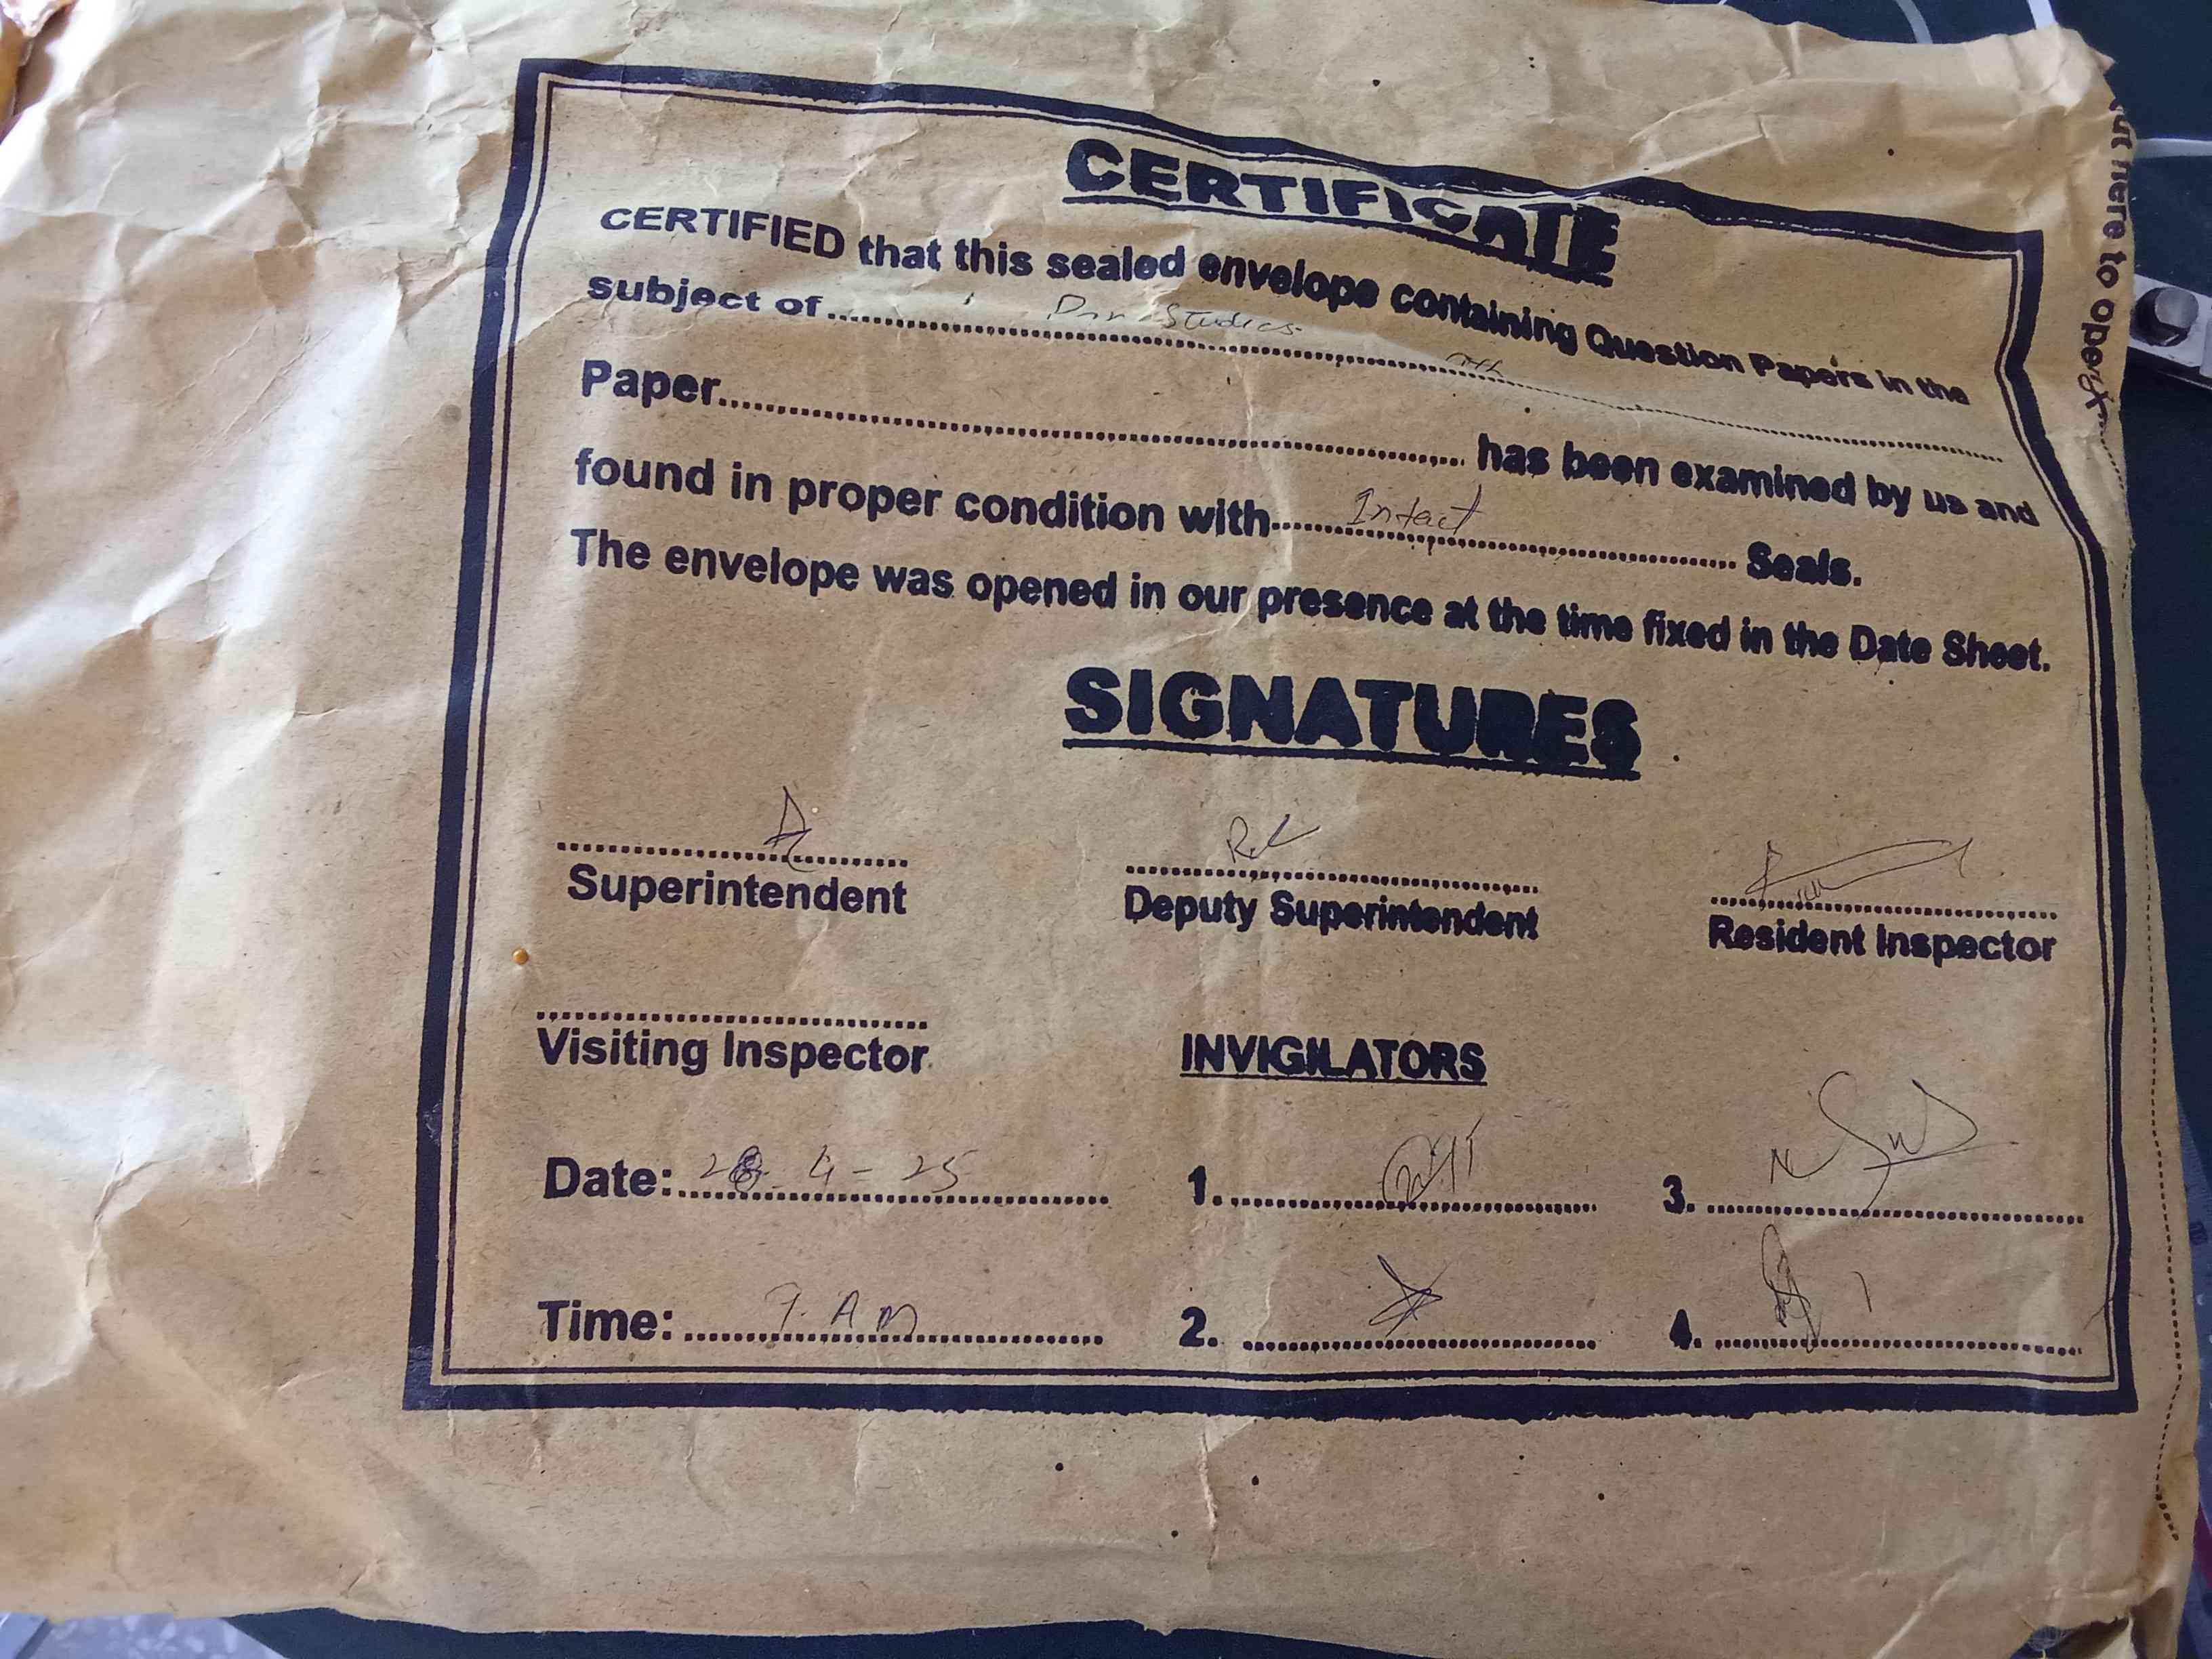 CERTIFICATE
CERTIFIED that this sealed envelope containing Question Papers in the
subject of.......... Studies ..........
Paper.......... has been examined by us and
found in proper condition with.......... Intact .......... Seals.
The envelope was opened in our presence at the time fixed in the Date Sheet.
SIGNATURES
Superintendent Deputy Superintendent Resident Inspector
Visiting Inspector INVIGILATORS
Date: 28-4-25 1. 3.
Time: 7. AM 2. 4.
here to open